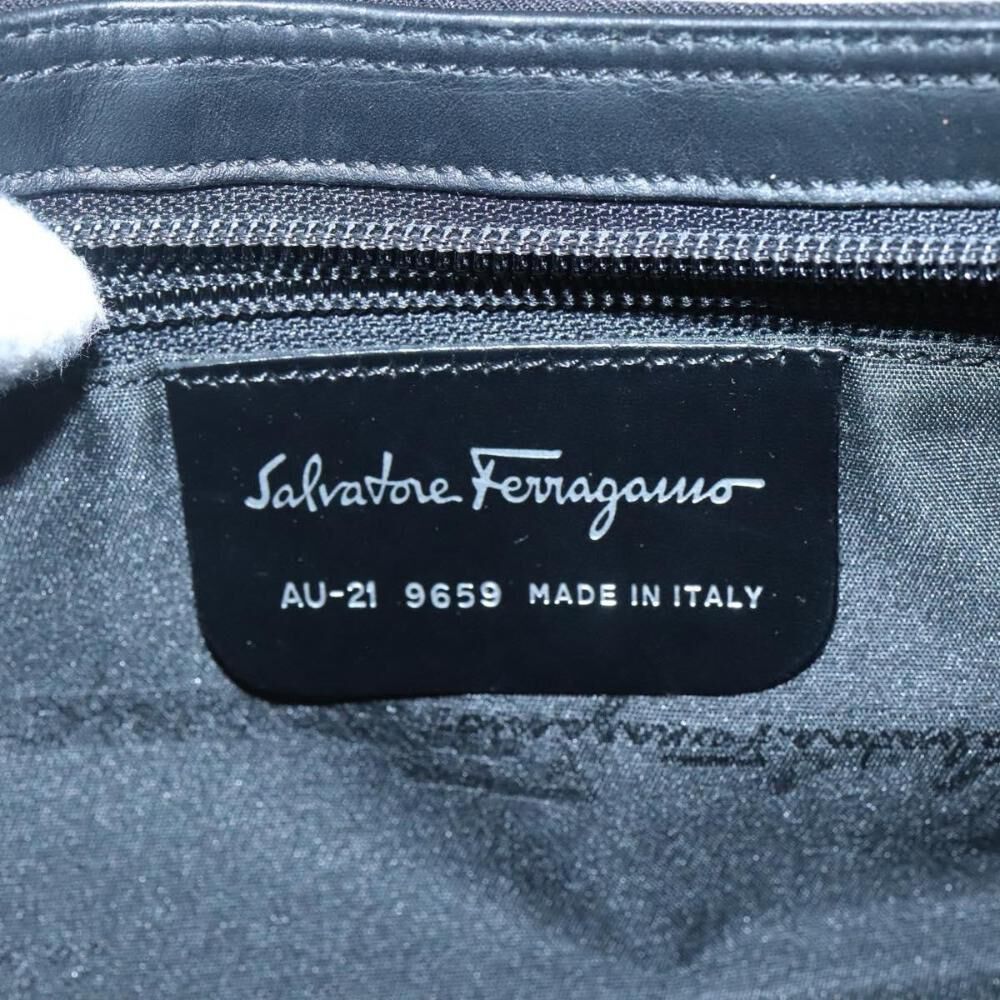 Salvatore Ferragamo
AU-21 9659 MADE IN ITALY